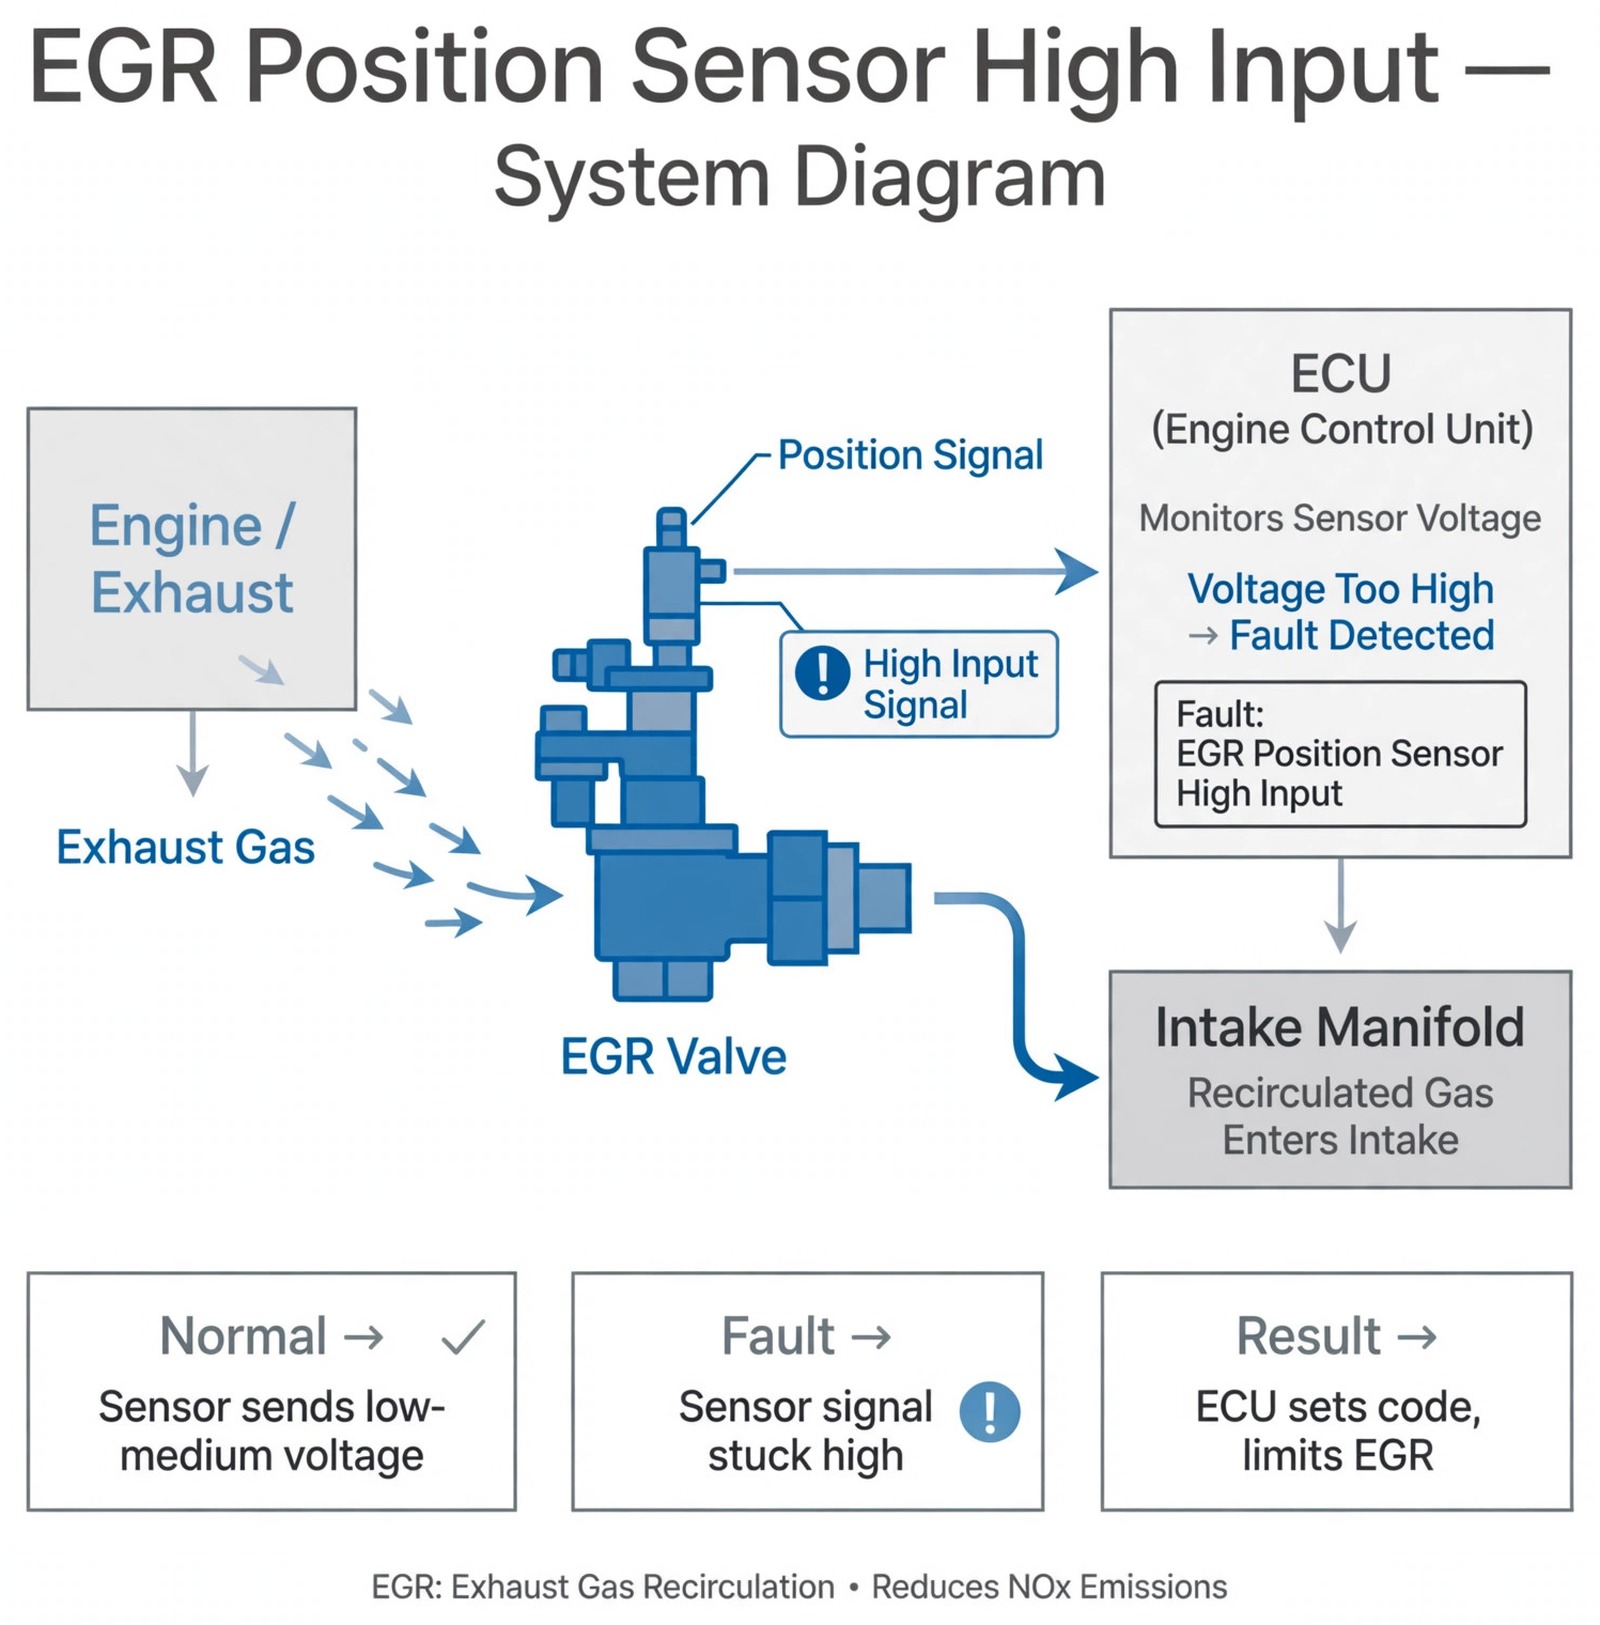 EGR Position Sensor High Input —
System Diagram
Engine /
Exhaust
Exhaust Gas
Position Signal
High Input
Signal
EGR Valve
ECU
(Engine Control Unit)
Monitors Sensor Voltage
Voltage Too High
→ Fault Detected
Fault:
EGR Position Sensor
High Input
Intake Manifold
Recirculated Gas
Enters Intake
Normal →
Sensor sends low-
medium voltage
Fault →
Sensor signal
stuck high
Result →
ECU sets code,
limits EGR
EGR: Exhaust Gas Recirculation • Reduces NOx Emissions